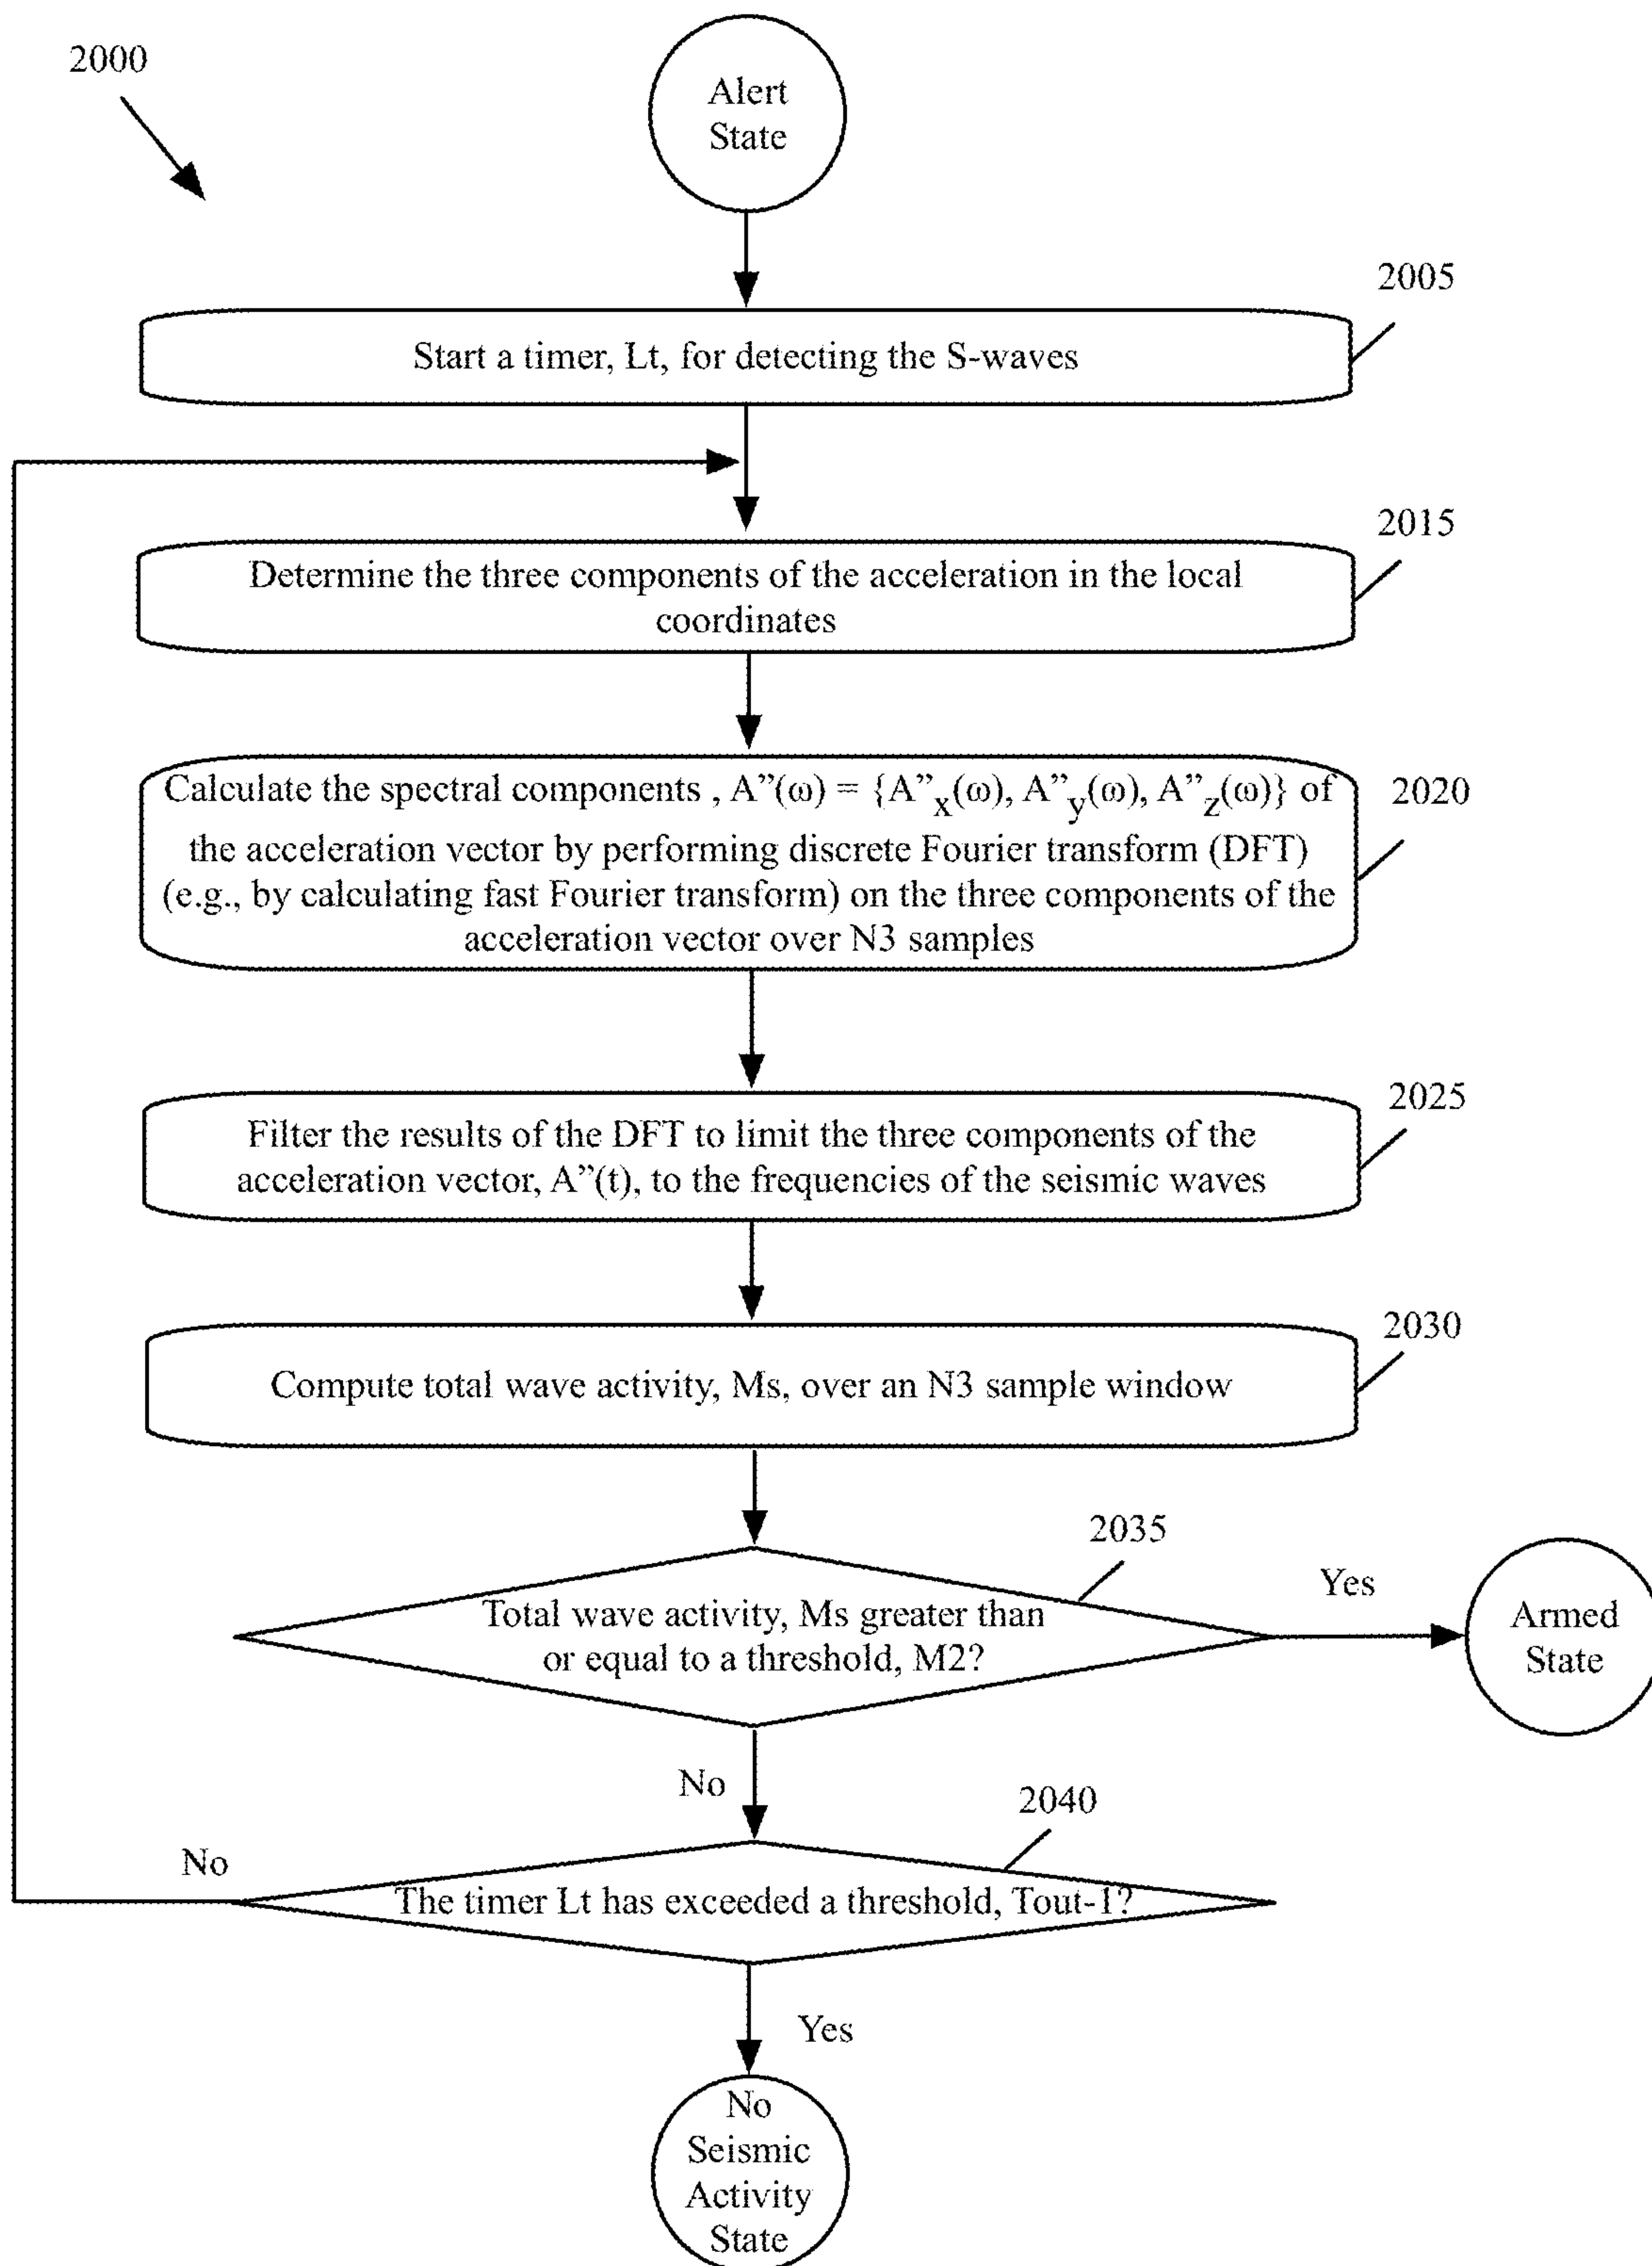 2000
Alert
State
2005
Start a timer, Lt, for detecting the S-waves
2015
Determine the three components of the acceleration in the local
coordinates
2020
Calculate the spectral components , A”(ω) = {A”x(ω), A”y(ω), A”z(ω)} of
the acceleration vector by performing discrete Fourier transform (DFT)
(e.g., by calculating fast Fourier transform) on the three components of the
acceleration vector over N3 samples
2025
Filter the results of the DFT to limit the three components of the
acceleration vector, A”(t), to the frequencies of the seismic waves
2030
Compute total wave activity, Ms, over an N3 sample window
2035
Total wave activity, Ms greater than
or equal to a threshold, M2?
Yes
Armed
State
No
2040
No
The timer Lt has exceeded a threshold, Tout-1?
Yes
No
Seismic
Activity
State